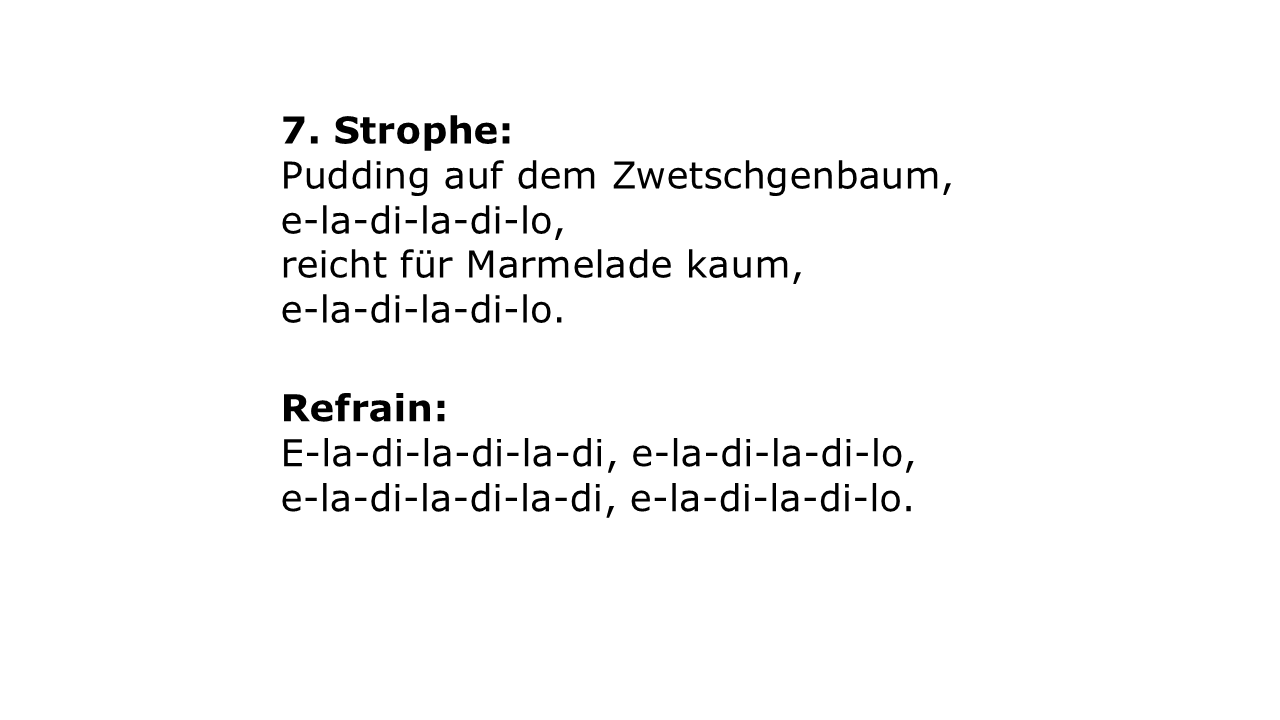 7. Strophe:
Pudding auf dem Zwetschgenbaum,
e-la-di-la-di-lo,
reicht für Marmelade kaum,
e-la-di-la-di-lo.
Refrain:
E-la-di-la-di-la-di, e-la-di-la-di-lo,
e-la-di-la-di-la-di, e-la-di-la-di-lo.